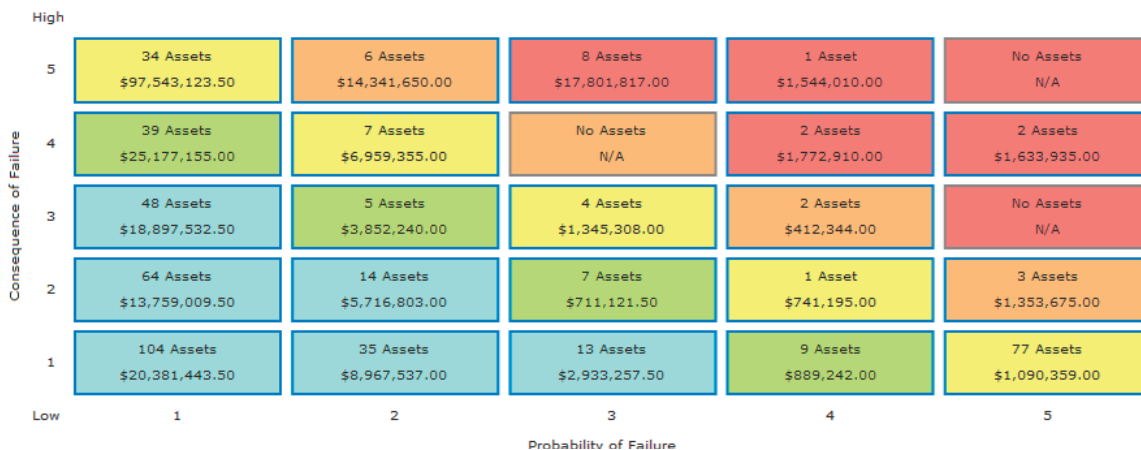 High
5
34 Assets
$97,543,123.50
6 Assets
$14,341,650.00
8 Assets
$17,801,817.00
1 Asset
$1,544,010.00
No Assets
N/A
4
39 Assets
$25,177,155.00
7 Assets
$6,959,355.00
No Assets
N/A
2 Assets
$1,772,910.00
2 Assets
$1,633,935.00
Consequence of Failure
3
48 Assets
$18,897,532.50
5 Assets
$3,852,240.00
4 Assets
$1,345,308.00
2 Assets
$412,344.00
No Assets
N/A
2
64 Assets
$13,759,009.50
14 Assets
$5,716,803.00
7 Assets
$711,121.50
1 Asset
$741,195.00
3 Assets
$1,353,675.00
1
104 Assets
$20,381,443.50
35 Assets
$8,967,537.00
13 Assets
$2,933,257.50
9 Assets
$889,242.00
77 Assets
$1,090,359.00
Low
1
2
3
4
5
Probability of Failure